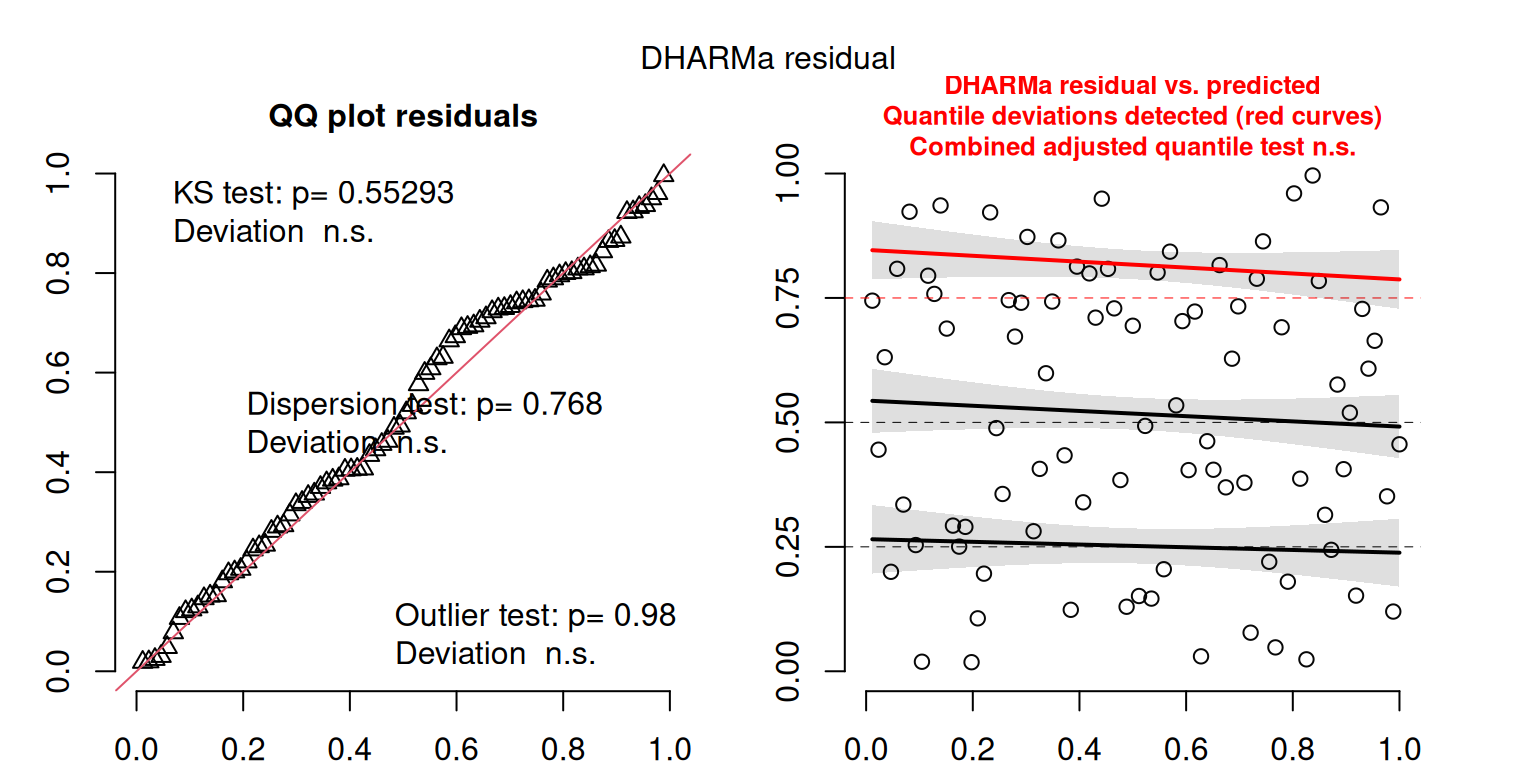 DHARMa residual
QQ plot residuals
KS test: p= 0.55293
Deviation  n.s.
Dispersion test: p= 0.768
Deviation  n.s.
Outlier test: p= 0.98
Deviation  n.s.
0.0
0.2
0.4
0.6
0.8
1.0
0.0 0.2 0.4 0.6 0.8 1.0
DHARMa residual vs. predicted
Quantile deviations detected (red curves)
Combined adjusted quantile test n.s.
0.00
0.25
0.50
0.75
1.00
0.0 0.2 0.4 0.6 0.8 1.0